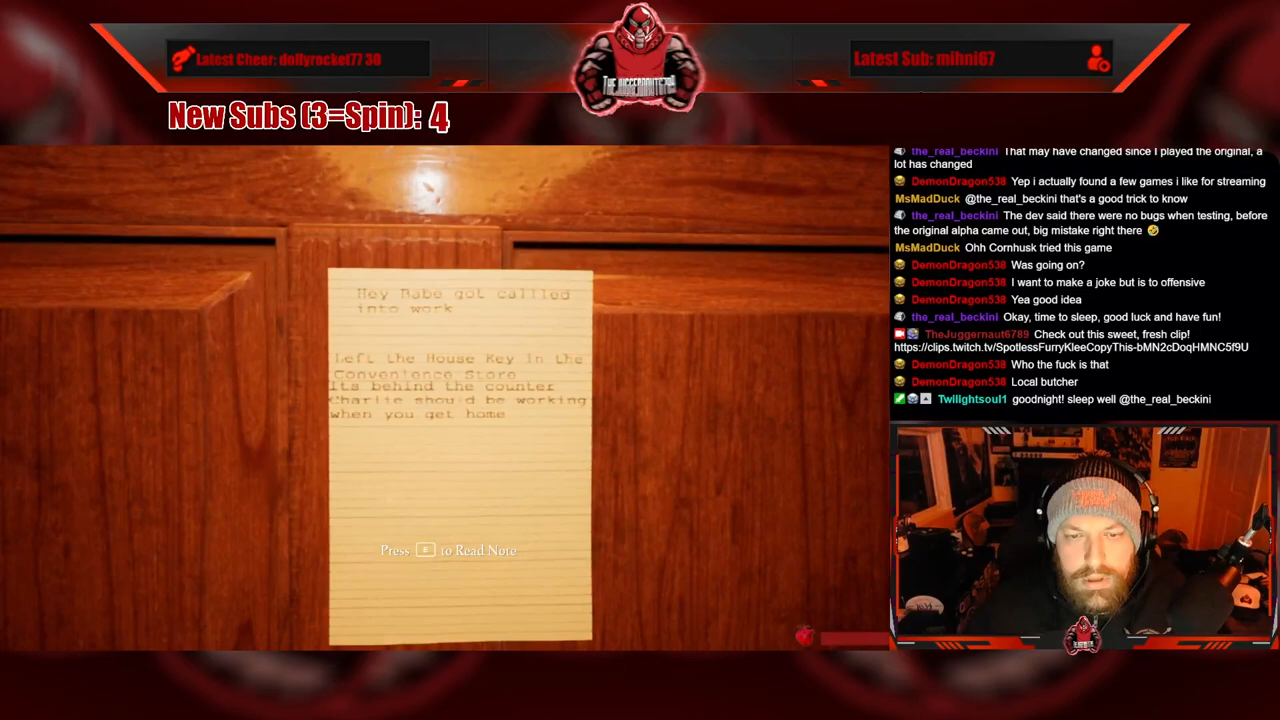 Latest Cheer: dollyrocket77 30
THEJUGGERNAUT6789
Latest Sub: mihni67
New Subs (3=Spin): 4
the_real_beckini That may have changed since I played the original, a
lot has changed
DemonDragon538 Yep i actually found a few games i like for streaming
MsMadDuck @the_real_beckini that's a good trick to know
the_real_beckini The dev said there were no bugs when testing, before
the original alpha came out, big mistake right there 🤣
MsMadDuck Ohh Cornhusk tried this game
DemonDragon538 Was going on?
DemonDragon538 I want to make a joke but is to offensive
DemonDragon538 Yea good idea
the_real_beckini Okay, time to sleep, good luck and have fun!
TheJuggernaut6789 Check out this sweet, fresh clip!
https://clips.twitch.tv/SpotlessFurryKleeCopyThis-bMN2cDoqHMNC5f9U
DemonDragon538 Who the fuck is that
DemonDragon538 Local butcher
Twilightsoul1 goodnight! sleep well @the_real_beckini
Hey Babe got callled
into work
Left the House Key in the
Convenience Store
Its behind the counter
Charlie should be working
when you get home
Press E to Read Note